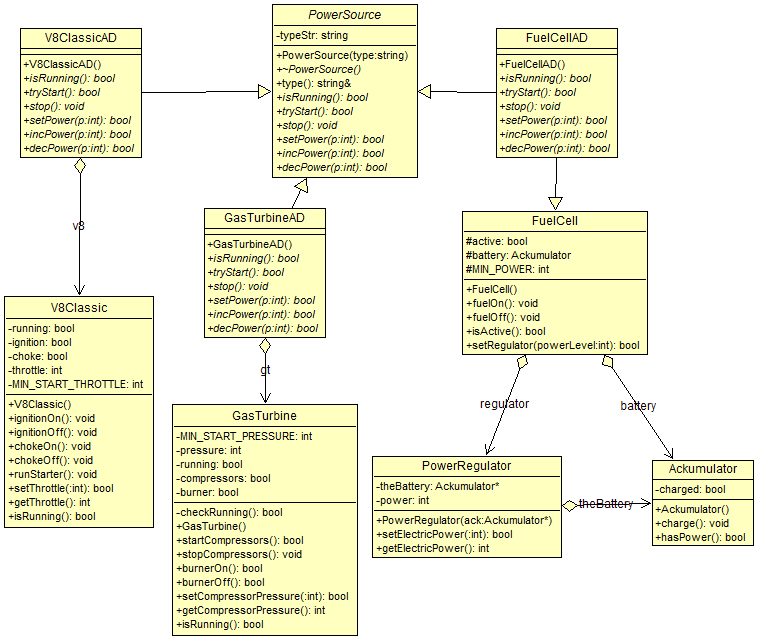 V8ClassicAD
+V8ClassicAD()
+isRunning(): bool
+tryStart(): bool
+stop(): void
+setPower(p:int): bool
+incPower(p:int): bool
+decPower(p:int): bool
PowerSource
-typeStr: string
+PowerSource(type:string)
+~PowerSource()
+type(): string&
+isRunning(): bool
+tryStart(): bool
+stop(): void
+setPower(p:int): bool
+incPower(p:int): bool
+decPower(p:int): bool
FuelCellAD
+FuelCellAD()
+isRunning(): bool
+tryStart(): bool
+stop(): void
+setPower(p:int): bool
+incPower(p:int): bool
+decPower(p:int): bool
v8
GasTurbineAD
+GasTurbineAD()
+isRunning(): bool
+tryStart(): bool
+stop(): void
+setPower(p:int): bool
+incPower(p:int): bool
+decPower(p:int): bool
FuelCell
#active: bool
#battery: Ackumulator
#MIN_POWER: int
+FuelCell()
+fuelOn(): void
+fuelOff(): void
+isActive(): bool
+setRegulator(powerLevel:int): bool
V8Classic
-running: bool
-ignition: bool
-choke: bool
-throttle: int
-MIN_START_THROTTLE: int
+V8Classic()
+ignitionOn(): void
+ignitionOff(): void
+chokeOn(): void
+chokeOff(): void
+runStarter(): void
+setThrottle(:int): bool
+getThrottle(): int
+isRunning(): bool
gt
GasTurbine
-MIN_START_PRESSURE: int
-pressure: int
-running: bool
-compressors: bool
-burner: bool
-checkRunning(): bool
+GasTurbine()
+startCompressors(): bool
+stopCompressors(): void
+burnerOn(): bool
+burnerOff(): bool
+setCompressorPressure(:int): bool
+getCompressorPressure(): int
+isRunning(): bool
regulator
battery
PowerRegulator
-theBattery: Ackumulator*
-power: int
+PowerRegulator(ack:Ackumulator*)
+setElectricPower(:int): bool
+getElectricPower(): int
theBattery
Ackumulator
-charged: bool
+Ackumulator()
+charge(): void
+hasPower(): bool